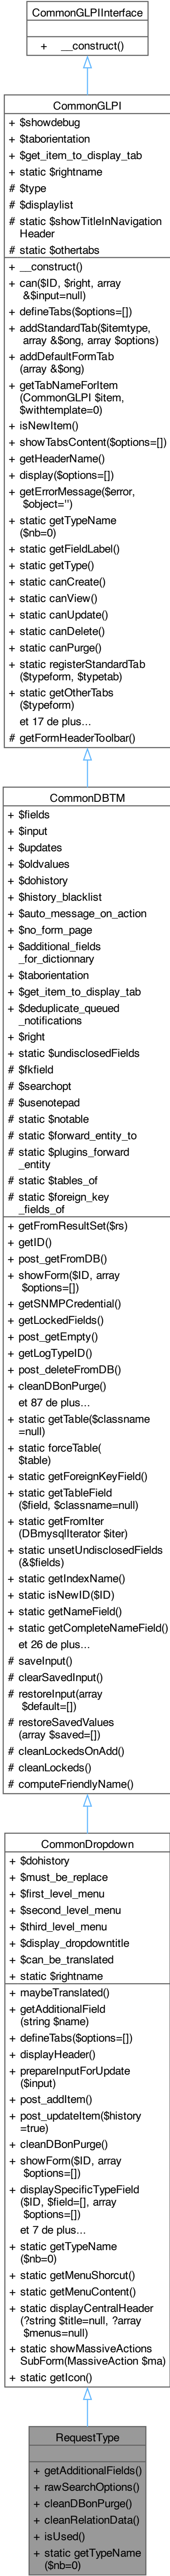 CommonGLPIInterface
+ __construct()
CommonGLPI
+ $showdebug
+ $taborientation
+ $get_item_to_display_tab
+ static $rightname
# $type
# $displaylist
# static $showTitleInNavigation
Header
# static $othertabs
+ __construct()
+ can($ID, $right, array
&$input=null)
+ defineTabs($options=[])
+ addStandardTab($itemtype,
array &$ong, array $options)
+ addDefaultFormTab
(array &$ong)
+ getTabNameForItem
(CommonGLPI $item,
$withtemplate=0)
+ isNewItem()
+ showTabsContent($options=[])
+ getHeaderName()
+ display($options=[])
+ getErrorMessage($error,
$object='')
+ static getTypeName
($nb=0)
+ static getFieldLabel()
+ static getType()
+ static canCreate()
+ static canView()
+ static canUpdate()
+ static canDelete()
+ static canPurge()
+ static registerStandardTab
($typeform, $typetab)
+ static getOtherTabs
($typeform)
et 17 de plus...
# getFormHeaderToolbar()
CommonDBTM
+ $fields
+ $input
+ $updates
+ $oldvalues
+ $dohistory
+ $history_blacklist
+ $auto_message_on_action
+ $no_form_page
+ $additional_fields
_for_dictionnary
+ $taborientation
+ $get_item_to_display_tab
+ $deduplicate_queued
_notifications
+ $right
+ static $undisclosedFields
# $fkfield
# $searchopt
# $usenotepad
# static $notable
# static $forward_entity_to
# static $plugins_forward
_entity
# static $tables_of
# static $foreign_key
_fields_of
+ getFromResultSet($rs)
+ getID()
+ post_getFromDB()
+ showForm($ID, array
$options=[])
+ getSNMPCredential()
+ getLockedFields()
+ post_getEmpty()
+ getLogTypeID()
+ post_deleteFromDB()
+ cleanDBonPurge()
et 87 de plus...
+ static getTable($classname
=null)
+ static forceTable(
$table)
+ static getForeignKeyField()
+ static getTableField
($field, $classname=null)
+ static getFromIter
(DBmysqlIterator $iter)
+ static unsetUndisclosedFields
(&$fields)
+ static getIndexName()
+ static isNewID($ID)
+ static getNameField()
+ static getCompleteNameField()
et 26 de plus...
# saveInput()
# clearSavedInput()
# restoreInput(array
$default=[])
# restoreSavedValues
(array $saved=[])
# cleanLockedsOnAdd()
# cleanLockeds()
# computeFriendlyName()
CommonDropdown
+ $dohistory
+ $must_be_replace
+ $first_level_menu
+ $second_level_menu
+ $third_level_menu
+ $display_dropdowntitle
+ $can_be_translated
+ static $rightname
+ maybeTranslated()
+ getAdditionalField
(string $name)
+ defineTabs($options=[])
+ displayHeader()
+ prepareInputForUpdate
($input)
+ post_addItem()
+ post_updateItem($history
=true)
+ cleanDBonPurge()
+ showForm($ID, array
$options=[])
+ displaySpecificTypeField
($ID, $field=[], array
$options=[])
et 7 de plus...
+ static getTypeName
($nb=0)
+ static getMenuShorcut()
+ static getMenuContent()
+ static displayCentralHeader
(?string $title=null, ?array
$menus=null)
+ static showMassiveActions
SubForm(MassiveAction $ma)
+ static getIcon()
RequestType
+ getAdditionalFields()
+ rawSearchOptions()
+ cleanDBonPurge()
+ cleanRelationData()
+ isUsed()
+ static getTypeName
($nb=0)